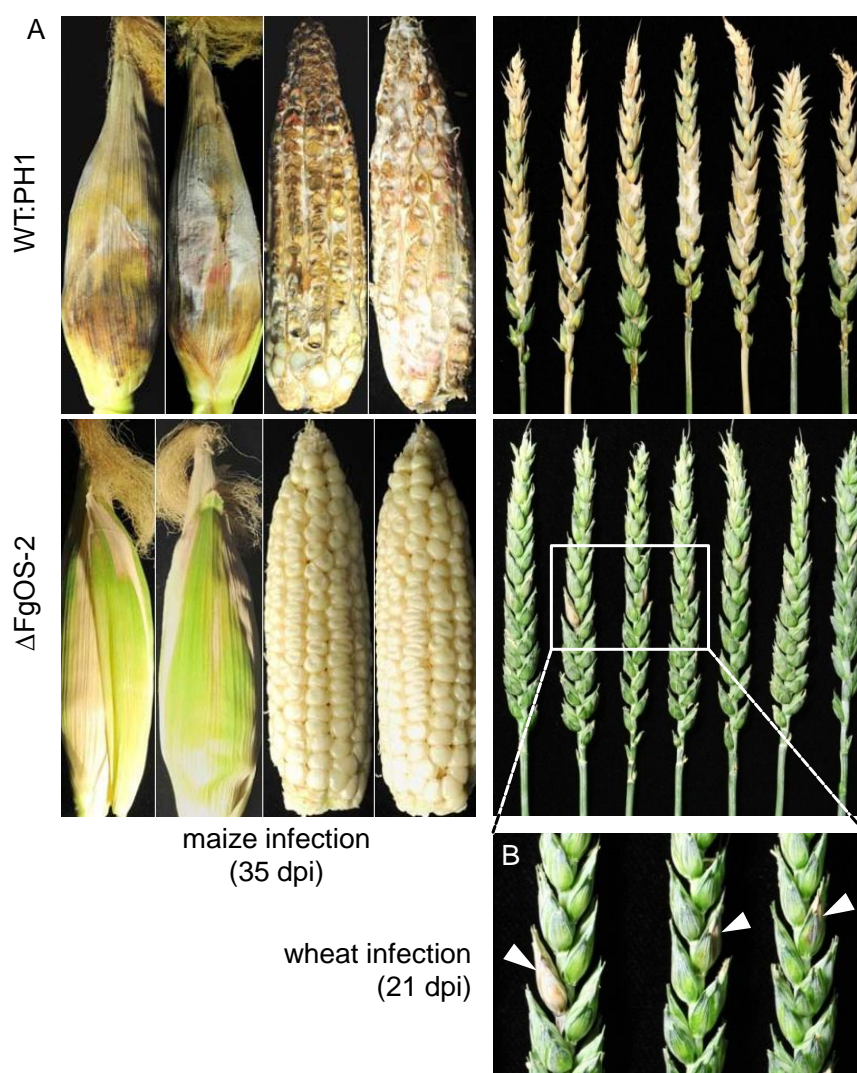 A
WT:PH1
ΔFgOS-2
maize infection
(35 dpi)
B
wheat infection
(21 dpi)